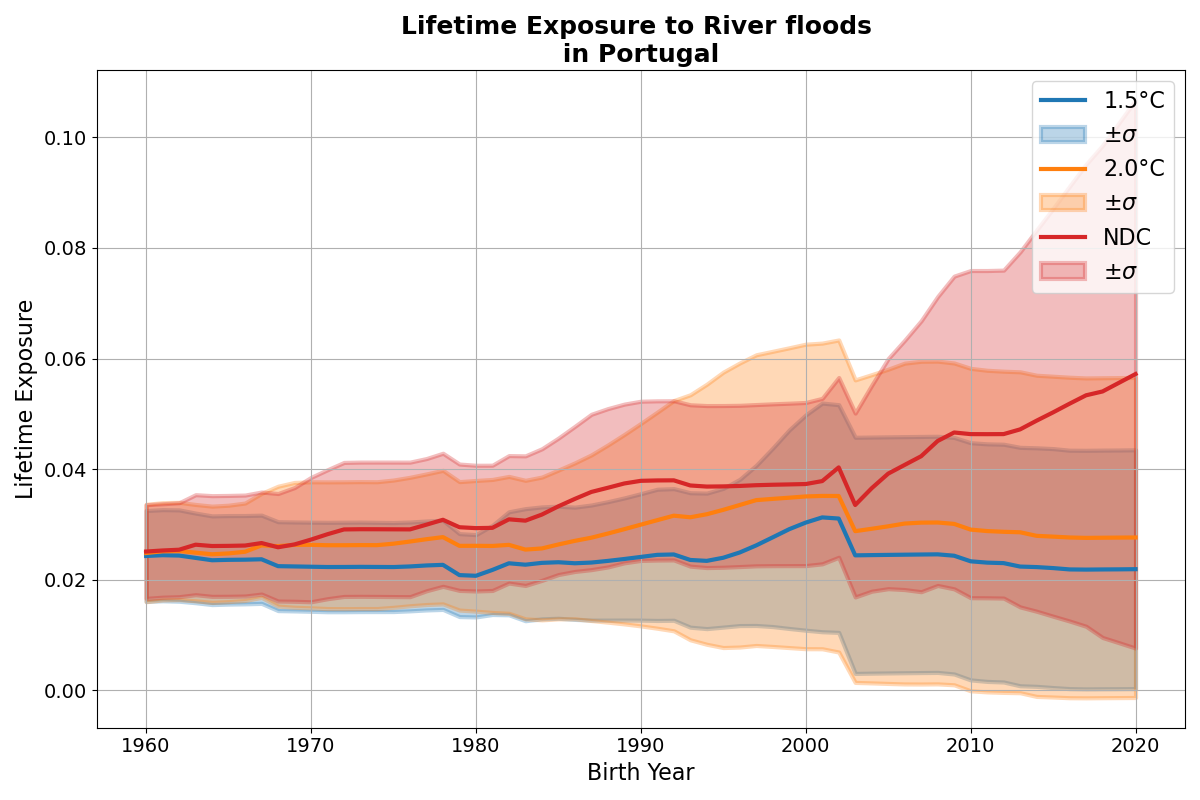 Lifetime Exposure to River floods
in Portugal
Lifetime Exposure
0.10
0.08
0.06
0.04
0.02
0.00
1960 1970 1980 1990 2000 2010 2020
Birth Year
1.5°C
±σ
2.0°C
±σ
NDC
±σ